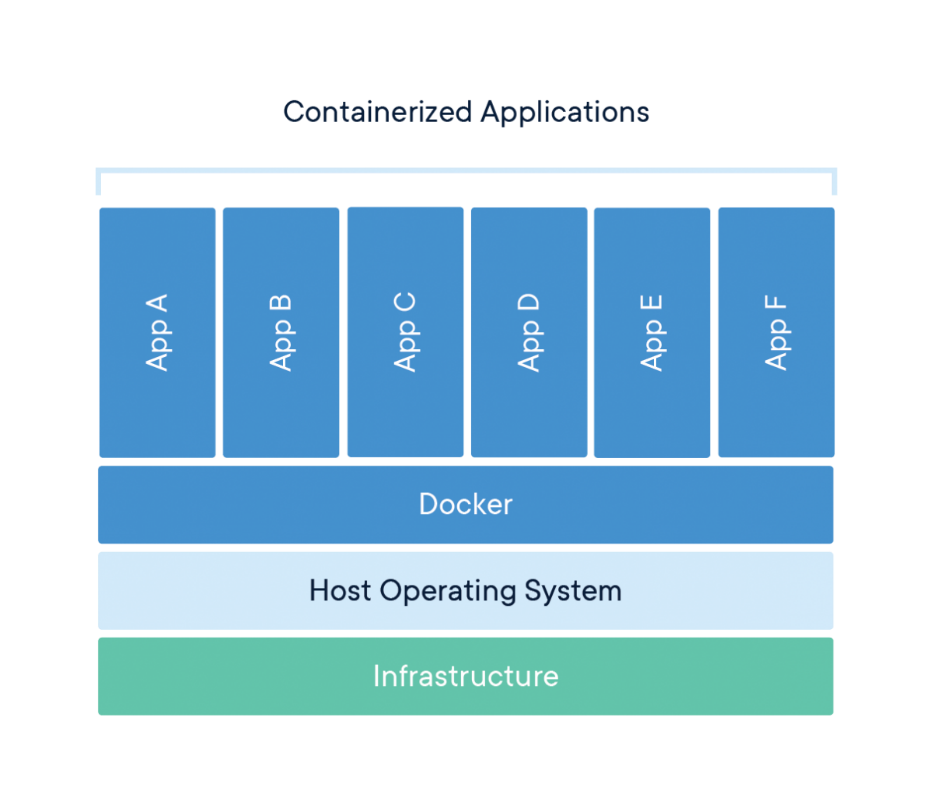 Containerized Applications
App A
App B
App C
App D
App E
App F
Docker
Host Operating System
Infrastructure